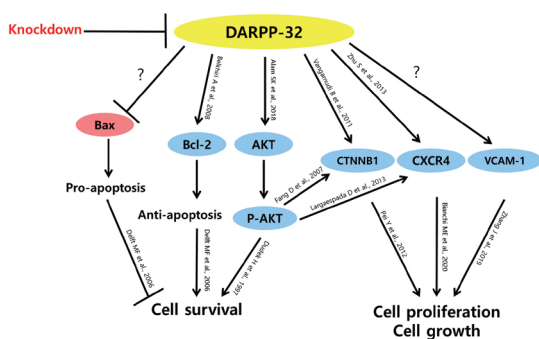 Knockdown
DARPP-32
?
Belkhiri A et al., 2008
Alam SK et al., 2018
Vangamudi B et al., 2011
Zhu S et al., 2013
?
Bax
Bcl-2
AKT
CTNNB1
CXCR4
VCAM-1
Fang D et al., 2007
Largaespada D et al., 2013
Pro-apoptosis
Anti-apoptosis
P-AKT
Delft MF et al., 2006
Delft MF et al., 2006
Dudek H et al., 1997
Pei Y et al., 2012
Bianchi ME et al., 2020
Zhang J et al., 2019
Cell survival
Cell proliferation
Cell growth